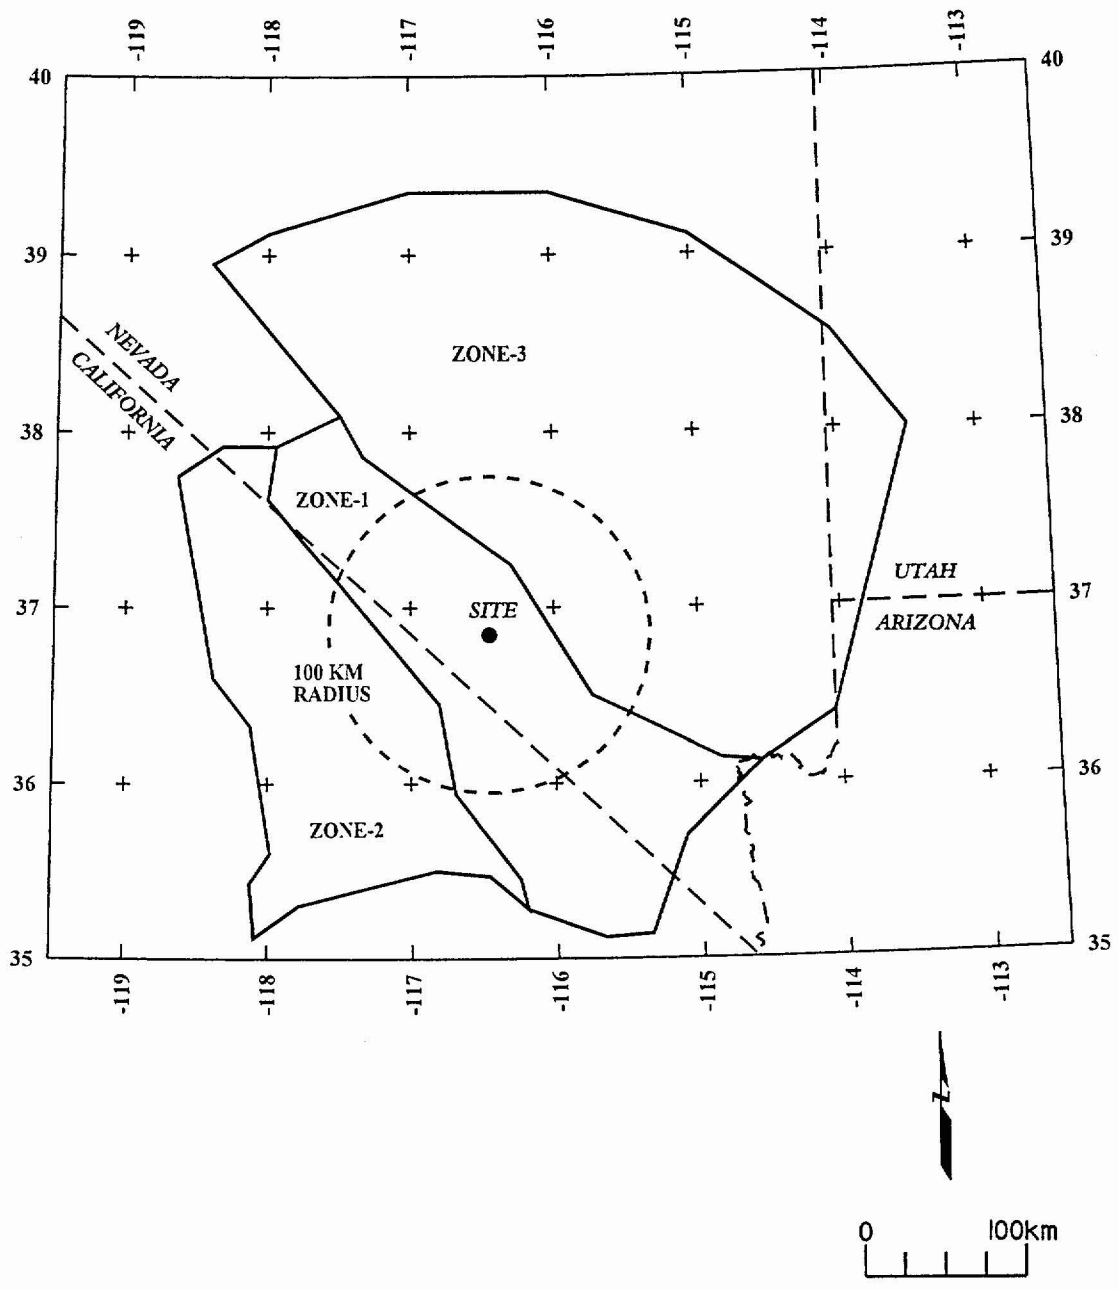 -119
-118
-117
-116
-115
-114
-113
40
40
39
39
NEVADA
CALIFORNIA
ZONE-3
38
38
ZONE-1
UTAH
37
SITE
37
ARIZONA
100 KM
RADIUS
36
36
ZONE-2
35
35
-119
-118
-117
-116
-115
-114
-113
Z
0 100km